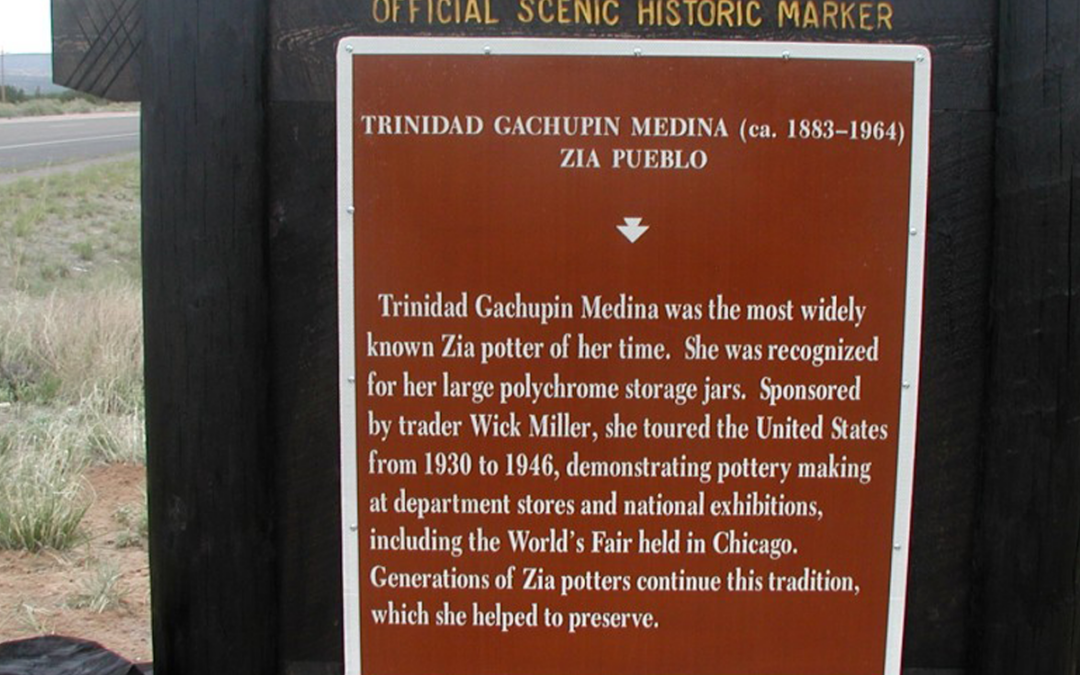 OFFICIAL SCENIC HISTORIC MARKER
TRINIDAD GACHUPIN MEDINA (ca. 1883–1964)
ZIA PUEBLO
Trinidad Gachupin Medina was the most widely
known Zia potter of her time. She was recognized
for her large polychrome storage jars. Sponsored
by trader Wick Miller, she toured the United States
from 1930 to 1946, demonstrating pottery making
at department stores and national exhibitions,
including the World's Fair held in Chicago.
Generations of Zia potters continue this tradition,
which she helped to preserve.